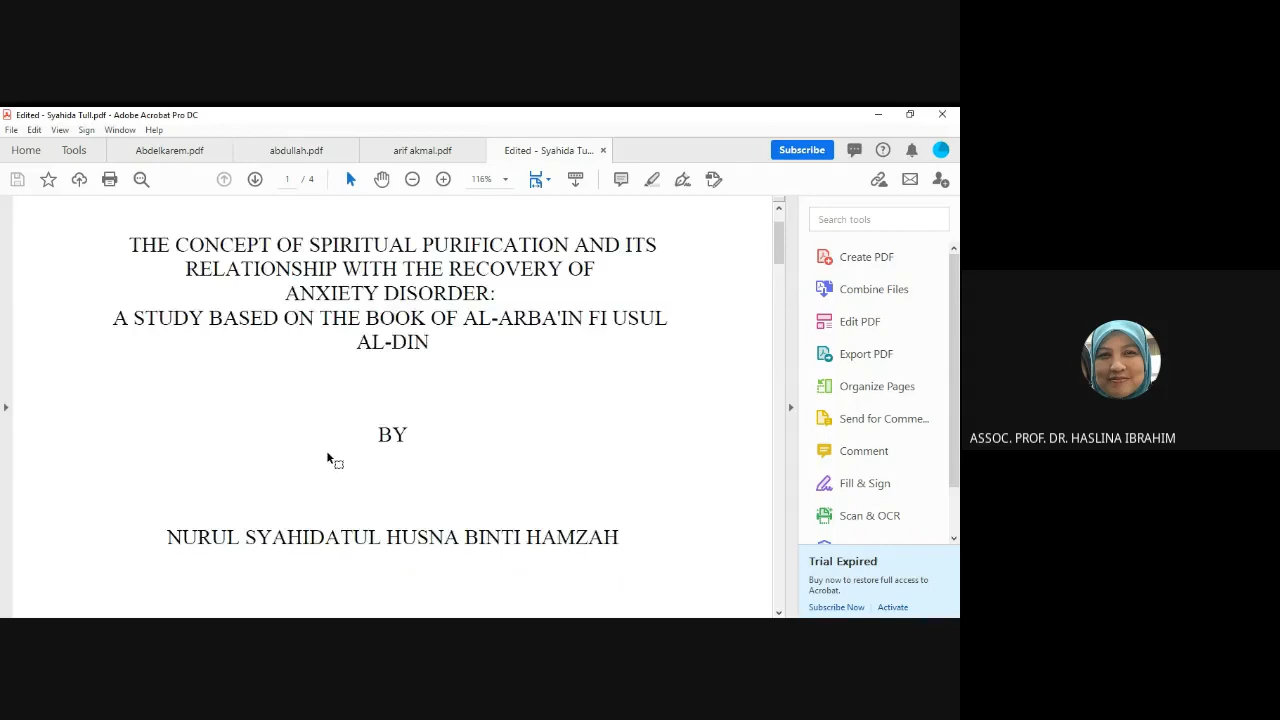 Edited - Syahida Tull.pdf - Adobe Acrobat Pro DC
File Edit View Sign Window Help
Home Tools Abdelkarem.pdf abdullah.pdf arif akmal.pdf Edited - Syahida Tu... × Subscribe
1 / 4 116%
THE CONCEPT OF SPIRITUAL PURIFICATION AND ITS
RELATIONSHIP WITH THE RECOVERY OF
ANXIETY DISORDER:
A STUDY BASED ON THE BOOK OF AL-ARBA'IN FI USUL
AL-DIN
BY
NURUL SYAHIDATUL HUSNA BINTI HAMZAH
Search tools
Create PDF
Combine Files
Edit PDF
Export PDF
Organize Pages
Send for Comme...
Comment
Fill & Sign
Scan & OCR
Trial Expired
Buy now to restore full access to
Acrobat.
Subscribe Now Activate
ASSOC. PROF. DR. HASLINA IBRAHIM